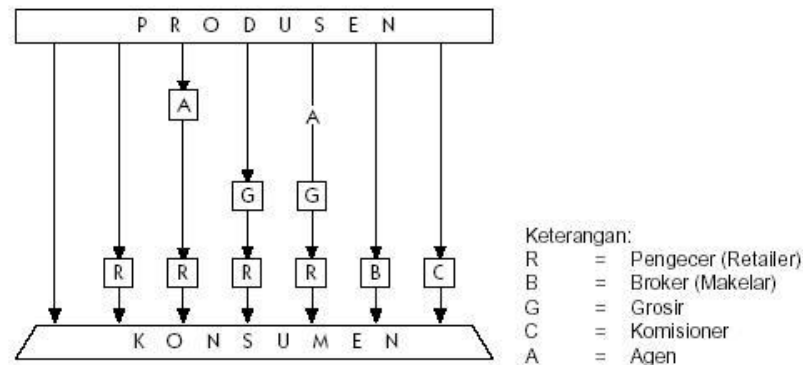 P R O D U S E N
A
A
G G
R R R R B C
K O N S U M E N
Keterangan:
R = Pengecer (Retailer)
B = Broker (Makelar)
G = Grosir
C = Komisioner
A = Agen